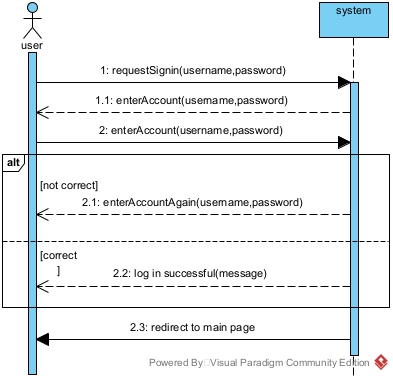 user
system
1: requestSignin(username,password)
1.1: enterAccount(username,password)
2: enterAccount(username,password)
alt
[not correct]
2.1: enterAccountAgain(username,password)
[correct
]
2.2: log in successful(message)
2.3: redirect to main page
Powered By Visual Paradigm Community Edition